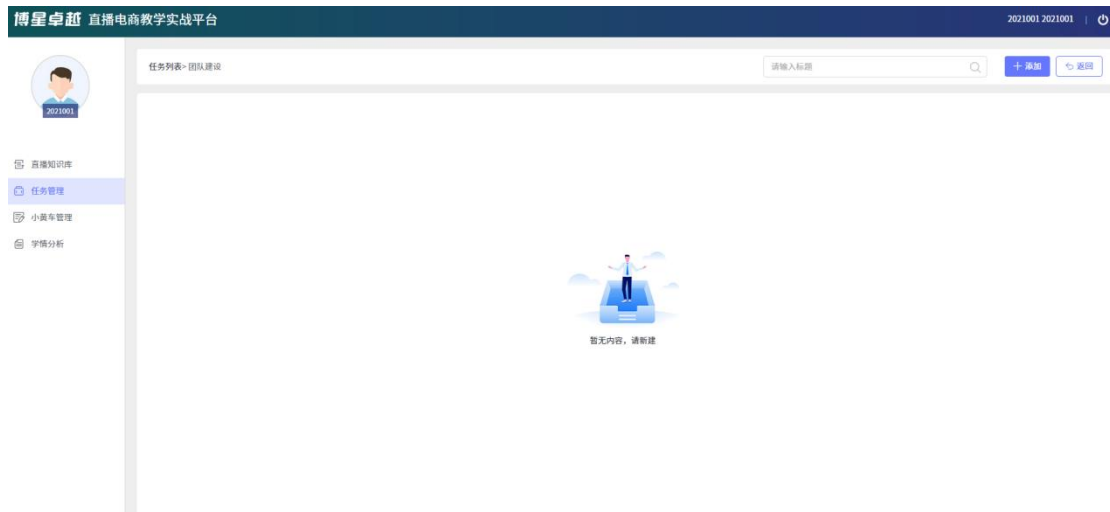 博星卓越 直播电商教学实战平台
2021001 2021001
任务列表> 团队建设
请输入标题
添加
返回
2021001
直播知识库
任务管理
小黄车管理
学情分析
暂无内容，请新建